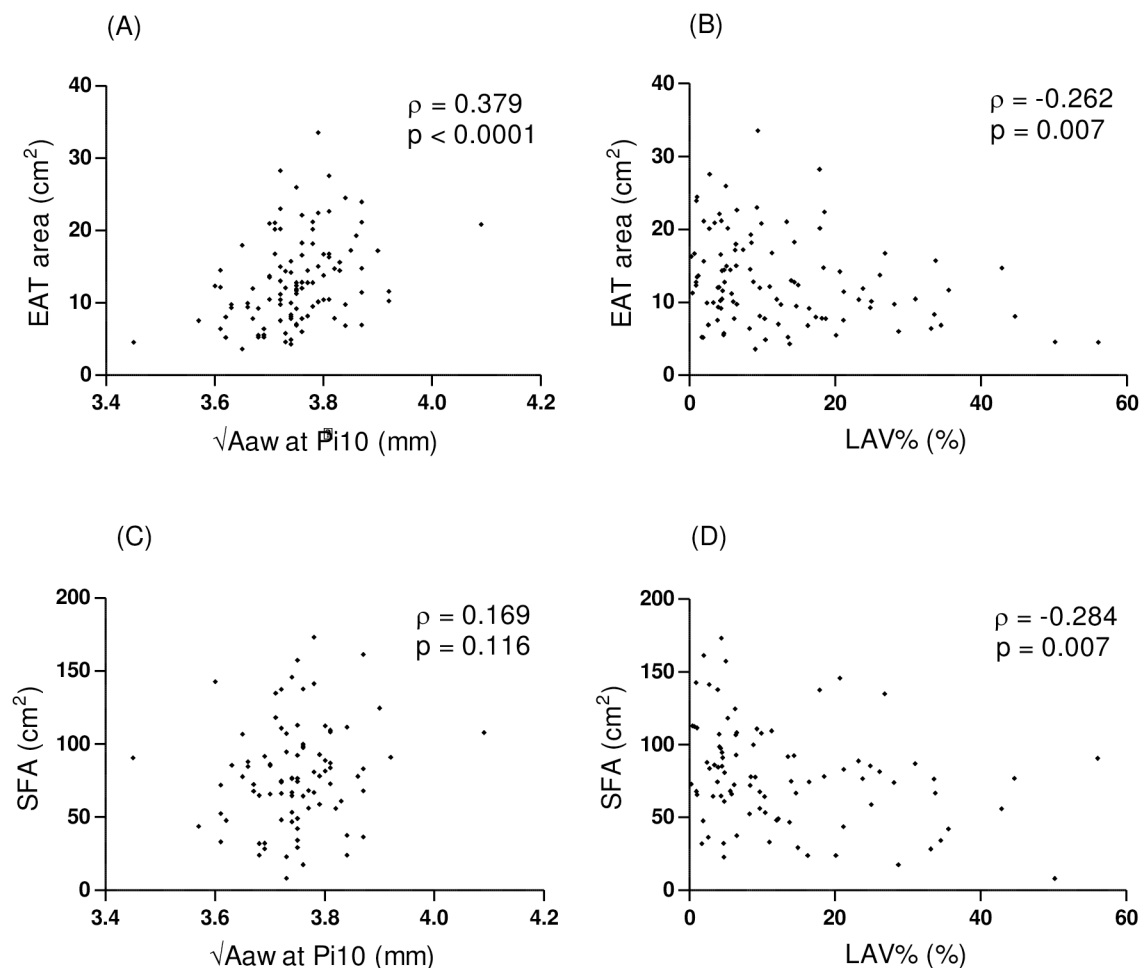 (A)
ρ = 0.379
p < 0.0001
EAT area (cm²)
40
30
20
10
0
3.4 3.6 3.8 4.0 4.2
√Aaw at Pi10 (mm)
(B)
ρ = -0.262
p = 0.007
EAT area (cm²)
40
30
20
10
0
0 20 40 60
LAV% (%)
(C)
ρ = 0.169
p = 0.116
SFA (cm²)
200
150
100
50
0
3.4 3.6 3.8 4.0 4.2
√Aaw at Pi10 (mm)
(D)
ρ = -0.284
p = 0.007
SFA (cm²)
200
150
100
50
0
0 20 40 60
LAV% (%)